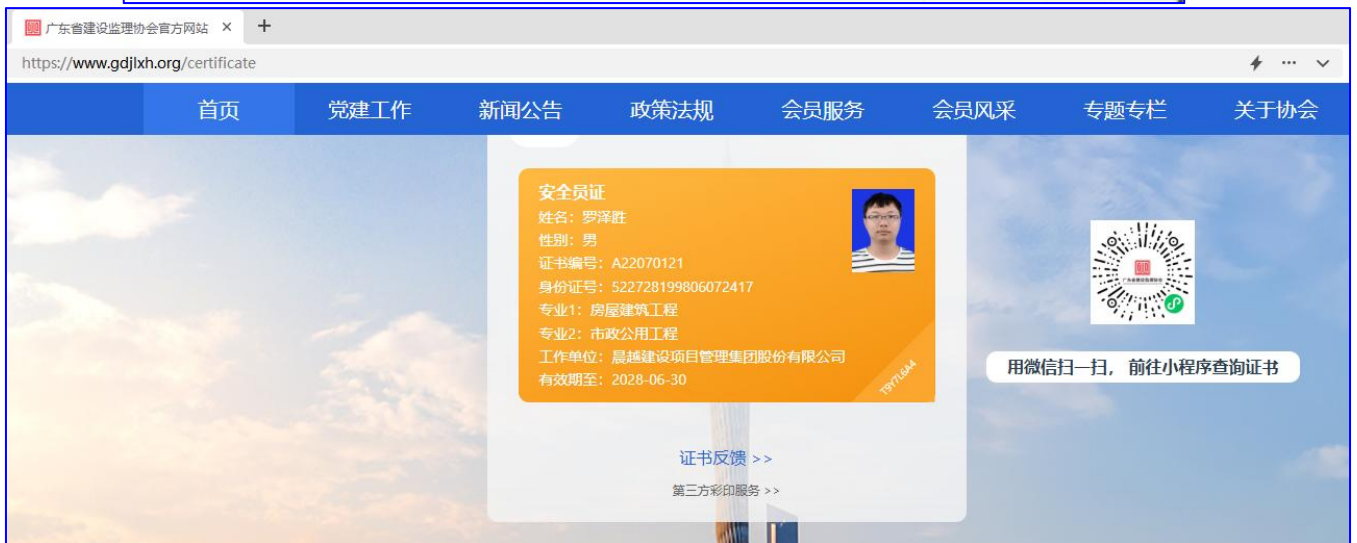 广东省建设监理协会官方网站 × +
https://www.gdjlxh.org/certificate
首页 党建工作 新闻公告 政策法规 会员服务 会员风采 专题专栏 关于协会
安全员证
姓名：罗泽胜
性别：男
证书编号：A22070121
身份证号：522728199806072417
专业1：房屋建筑工程
专业2：市政公用工程
工作单位：晨越建设项目管理集团股份有限公司
有效期至：2028-06-30
T9Y7L6A4
用微信扫一扫，前往小程序查询证书
证书反馈 >>
第三方彩印服务 >>